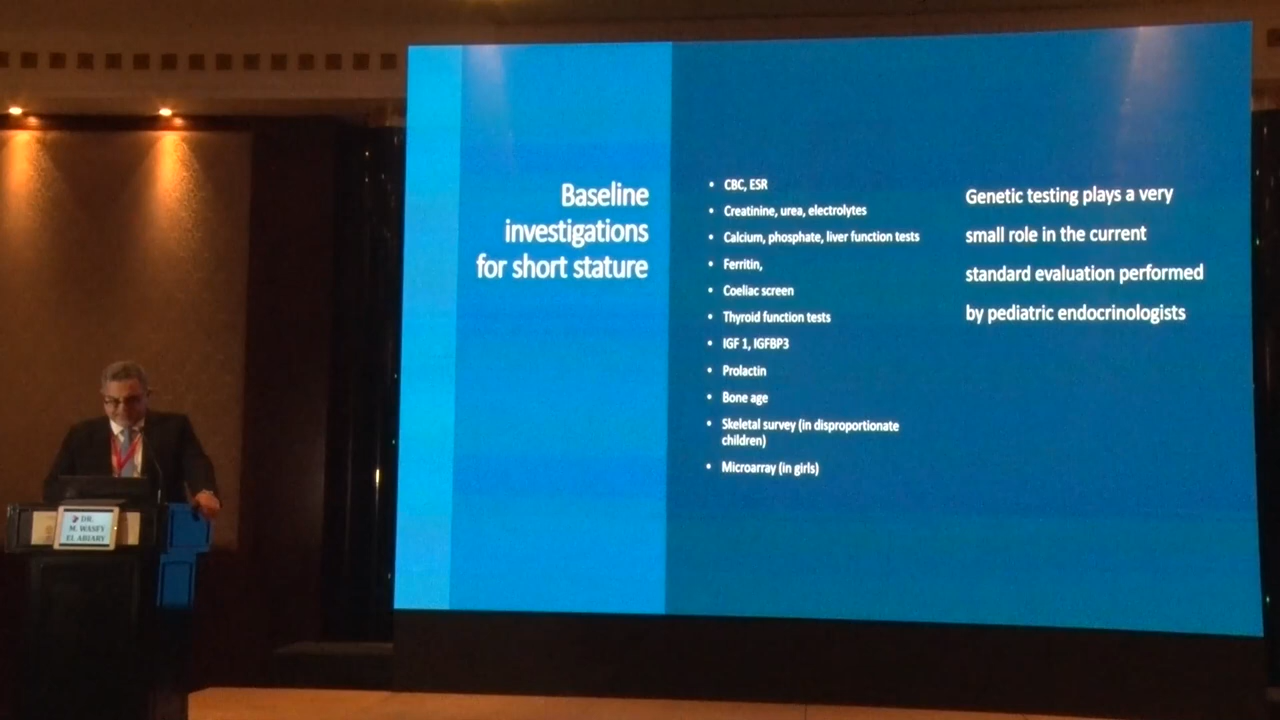 Baseline
investigations
for short stature
• CBC, ESR
• Creatinine, urea, electrolytes
• Calcium, phosphate, liver function tests
• Ferritin,
• Coeliac screen
• Thyroid function tests
• IGF 1, IGFBP3
• Prolactin
• Bone age
• Skeletal survey (in disproportionate
children)
• Microarray (in girls)
Genetic testing plays a very
small role in the current
standard evaluation performed
by pediatric endocrinologists
DR.
M. WASFY
EL ABIARY